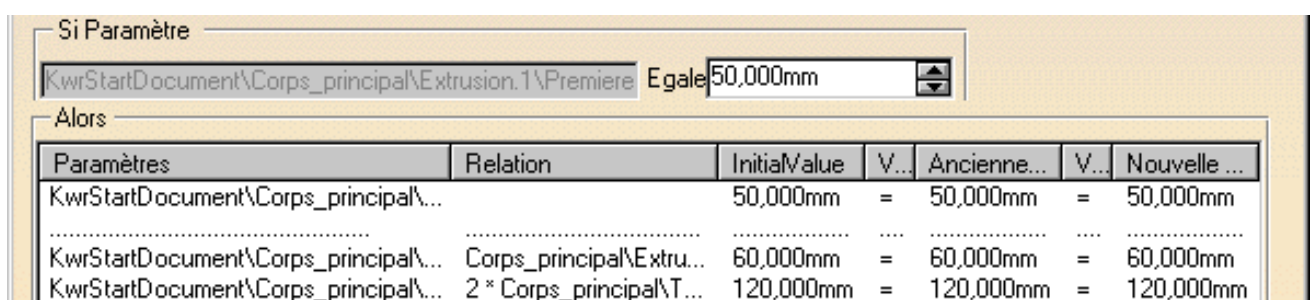 Si Paramètre
KwrStartDocument\Corps_principal\Extrusion.1\Premiere Egale 50,000mm
Alors
Paramètres Relation InitialValue V... Ancienne... V... Nouvelle ...
KwrStartDocument\Corps_principal\... 50,000mm = 50,000mm = 50,000mm
KwrStartDocument\Corps_principal\... Corps_principal\Extru... 60,000mm = 60,000mm = 60,000mm
KwrStartDocument\Corps_principal\... 2 * Corps_principal\T... 120,000mm = 120,000mm = 120,000mm